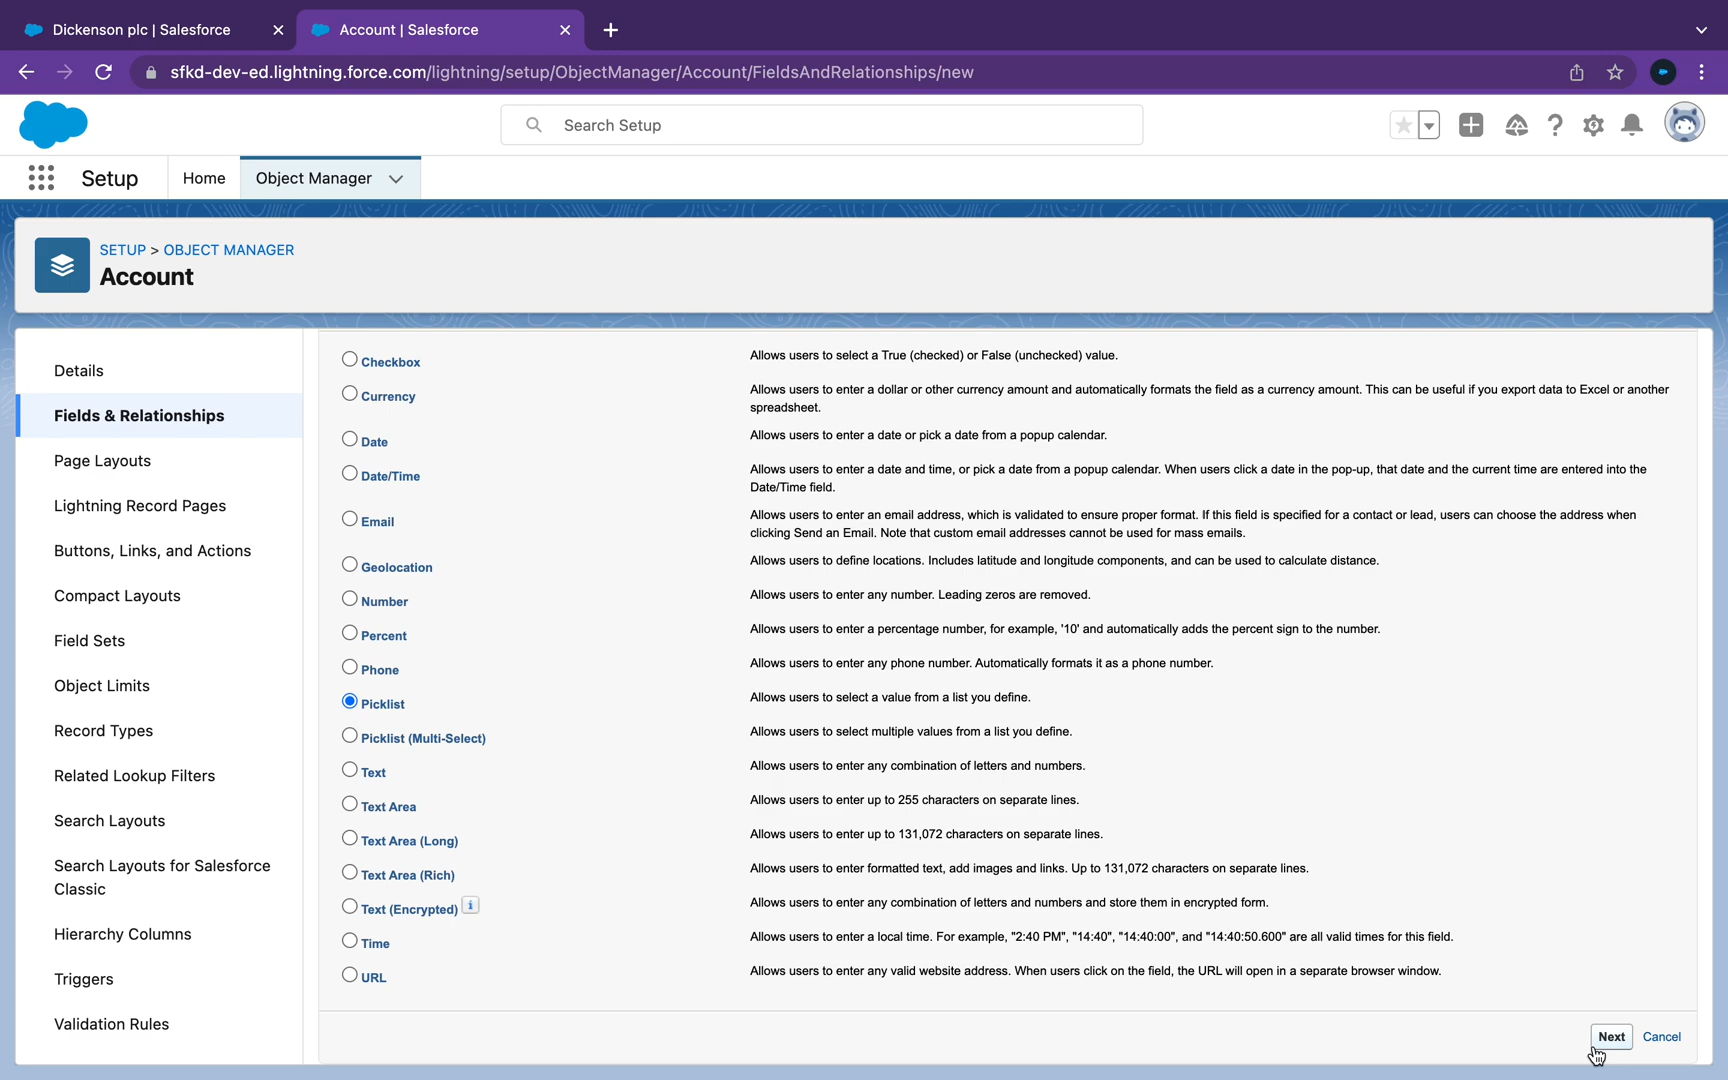 Dickenson plc | Salesforce
Account | Salesforce
sfkd-dev-ed.lightning.force.com/lightning/setup/ObjectManager/Account/FieldsAndRelationships/new
Search Setup
Setup
Home
Object Manager
SETUP > OBJECT MANAGER
Account
Details
Fields & Relationships
Page Layouts
Lightning Record Pages
Buttons, Links, and Actions
Compact Layouts
Field Sets
Object Limits
Record Types
Related Lookup Filters
Search Layouts
Search Layouts for Salesforce
Classic
Hierarchy Columns
Triggers
Validation Rules
Checkbox
Allows users to select a True (checked) or False (unchecked) value.
Currency
Allows users to enter a dollar or other currency amount and automatically formats the field as a currency amount. This can be useful if you export data to Excel or another
spreadsheet.
Date
Allows users to enter a date or pick a date from a popup calendar.
Date/Time
Allows users to enter a date and time, or pick a date from a popup calendar. When users click a date in the pop-up, that date and the current time are entered into the
Date/Time field.
Email
Allows users to enter an email address, which is validated to ensure proper format. If this field is specified for a contact or lead, users can choose the address when
clicking Send an Email. Note that custom email addresses cannot be used for mass emails.
Geolocation
Allows users to define locations. Includes latitude and longitude components, and can be used to calculate distance.
Number
Allows users to enter any number. Leading zeros are removed.
Percent
Allows users to enter a percentage number, for example, '10' and automatically adds the percent sign to the number.
Phone
Allows users to enter any phone number. Automatically formats it as a phone number.
Picklist
Allows users to select a value from a list you define.
Picklist (Multi-Select)
Allows users to select multiple values from a list you define.
Text
Allows users to enter any combination of letters and numbers.
Text Area
Allows users to enter up to 255 characters on separate lines.
Text Area (Long)
Allows users to enter up to 131,072 characters on separate lines.
Text Area (Rich)
Allows users to enter formatted text, add images and links. Up to 131,072 characters on separate lines.
Text (Encrypted) i
Allows users to enter any combination of letters and numbers and store them in encrypted form.
Time
Allows users to enter a local time. For example, "2:40 PM", "14:40", "14:40:00", and "14:40:50.600" are all valid times for this field.
URL
Allows users to enter any valid website address. When users click on the field, the URL will open in a separate browser window.
Next
Cancel